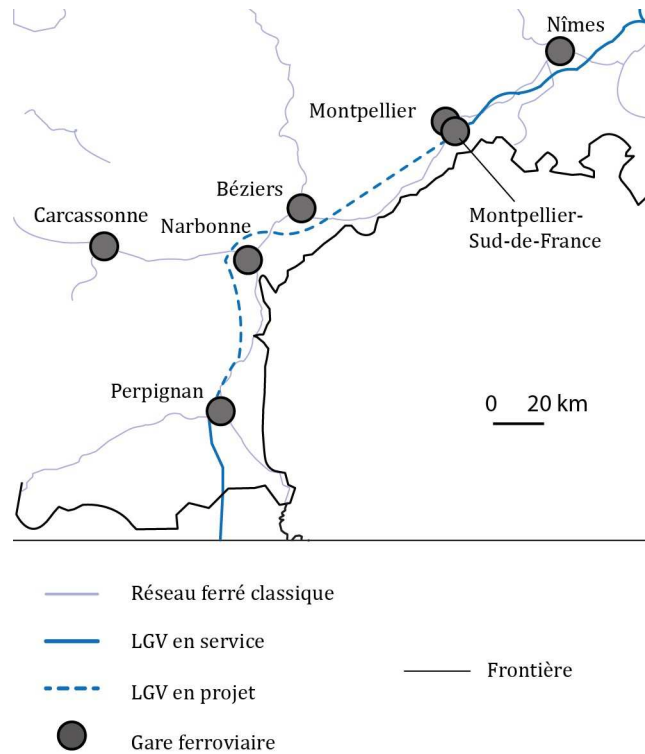 Nîmes
Montpellier
Béziers
Carcassonne
Narbonne
Montpellier-
Sud-de-France
Perpignan
0 20 km
Réseau ferré classique
LGV en service
LGV en projet
Frontière
Gare ferroviaire